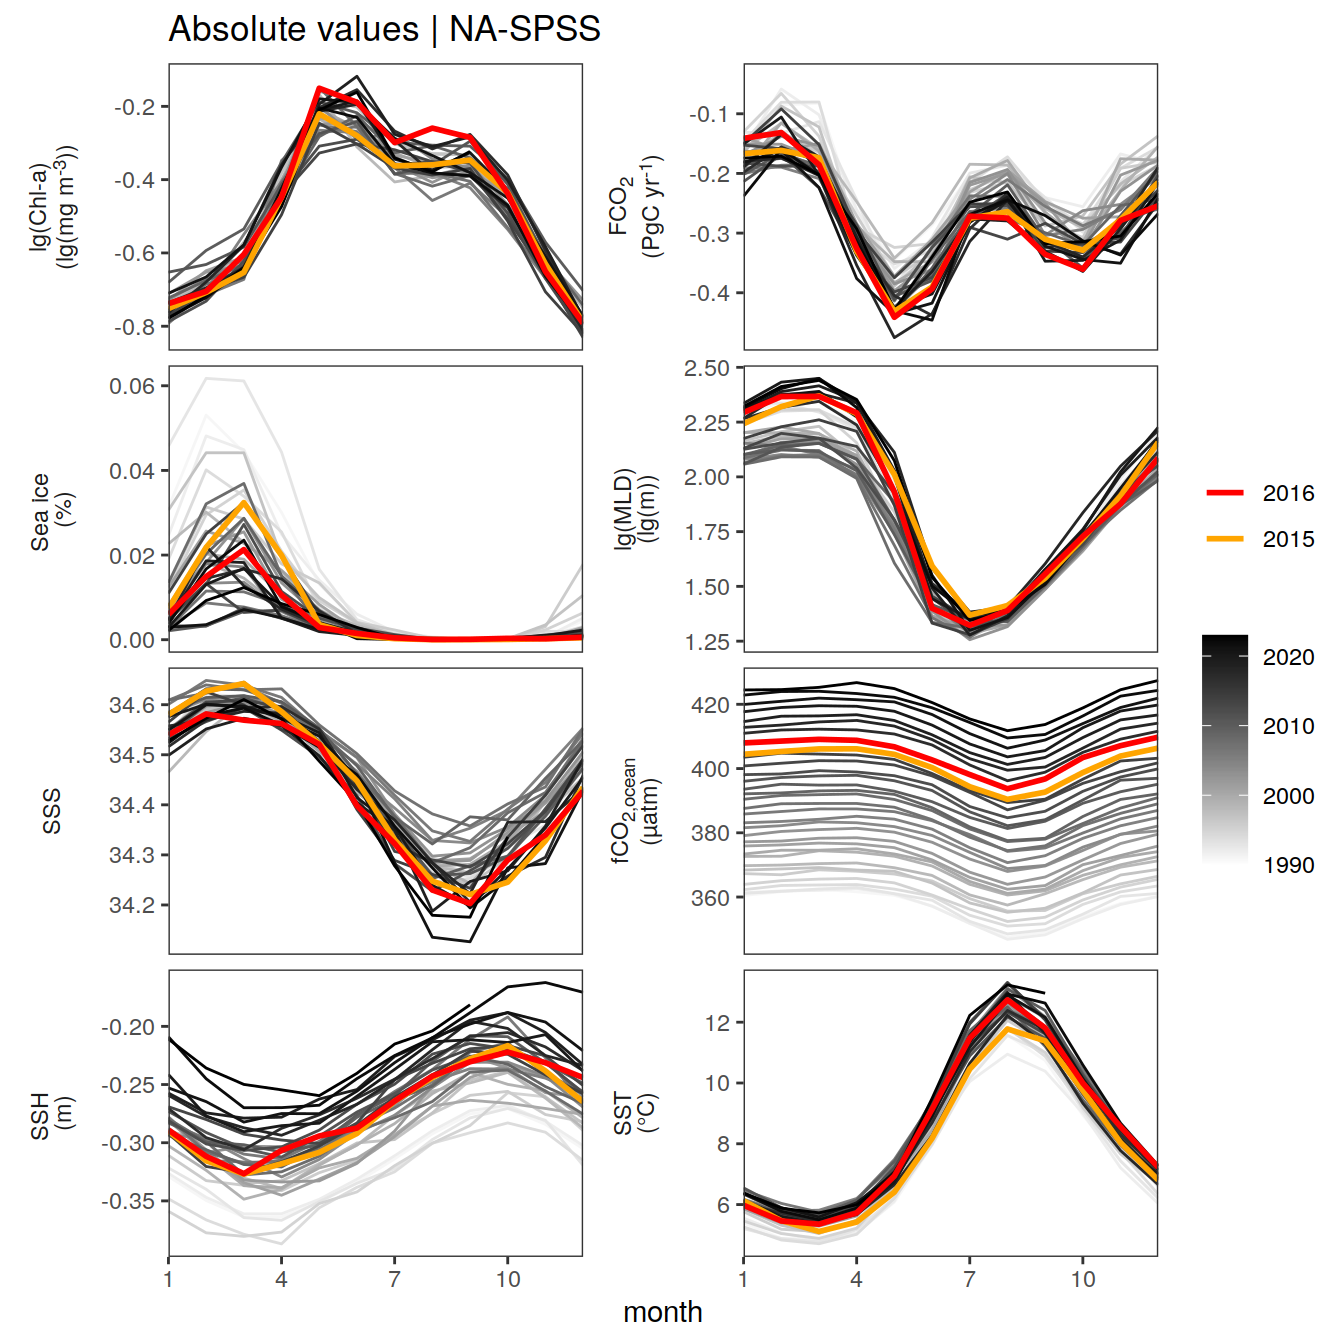 Absolute values | NA-SPSS
lg(Chl-a)
(lg(mg m⁻³))
-0.2
-0.4
-0.6
-0.8
FCO₂
(PgC yr⁻¹)
-0.1
-0.2
-0.3
-0.4
Sea ice
(%)
0.06
0.04
0.02
0.00
lg(MLD)
(lg(m))
2.50
2.25
2.00
1.75
1.50
1.25
SSS
34.6
34.5
34.4
34.3
34.2
fCO₂,ocean
(µatm)
420
400
380
360
SSH
(m)
-0.20
-0.25
-0.30
-0.35
SST
(°C)
12
10
8
6
1 4 7 10
1 4 7 10
month
2016
2015
2020
2010
2000
1990